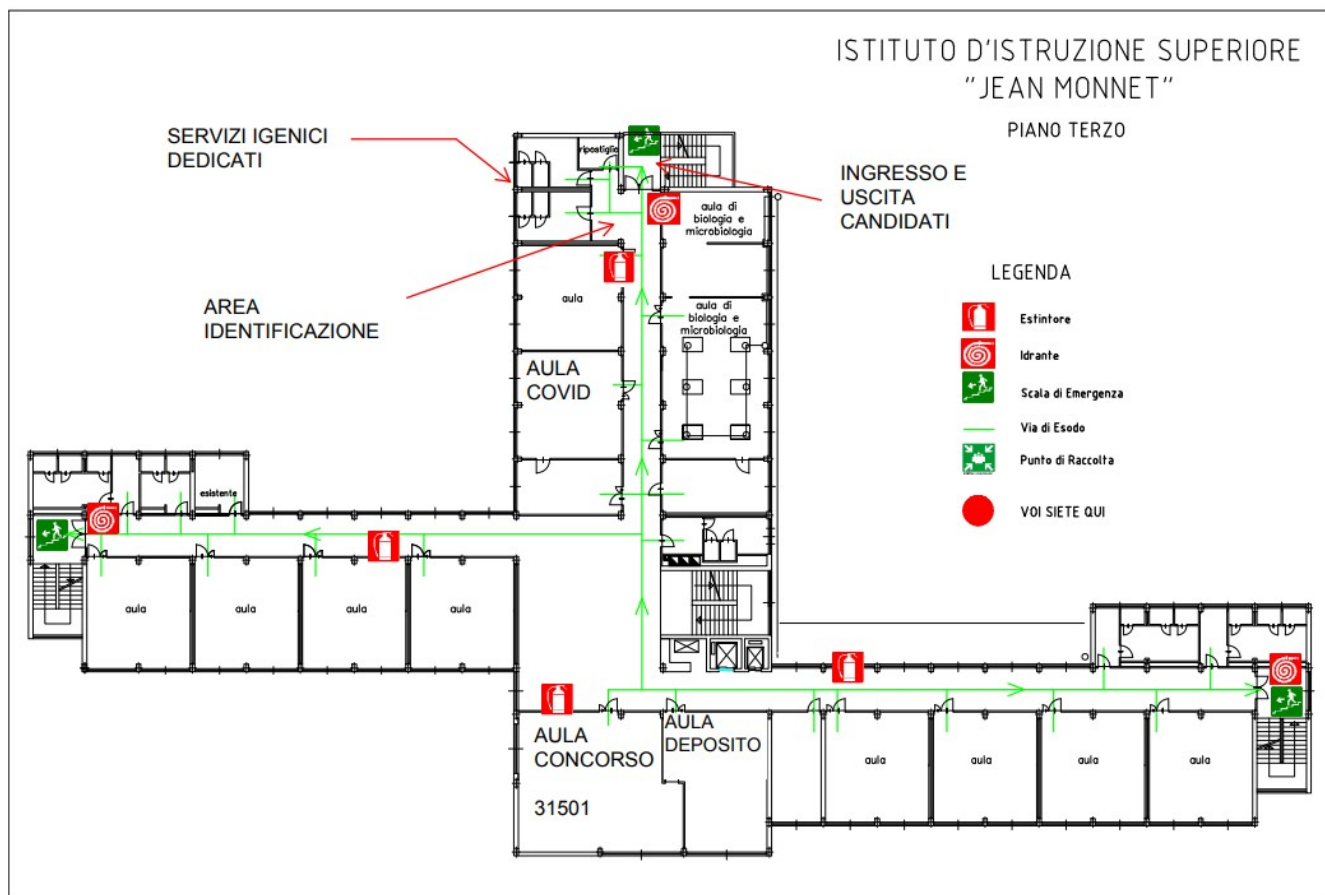 ISTITUTO D'ISTRUZIONE SUPERIORE
"JEAN MONNET"
PIANO TERZO
SERVIZI IGENICI
DEDICATI
ripostiglio
INGRESSO E
USCITA
CANDIDATI
aula di
biologia e
microbiologia
AREA
IDENTIFICAZIONE
aula
aula di
biologia e
microbiologia
AULA
COVID
LEGENDA
Estintore
Idrante
Scala di Emergenza
Via di Esodo
Punto di Raccolta
VOI SIETE QUI
esistente
aula
aula
aula
aula
AULA
CONCORSO
31501
AULA
DEPOSITO
aula
aula
aula
aula